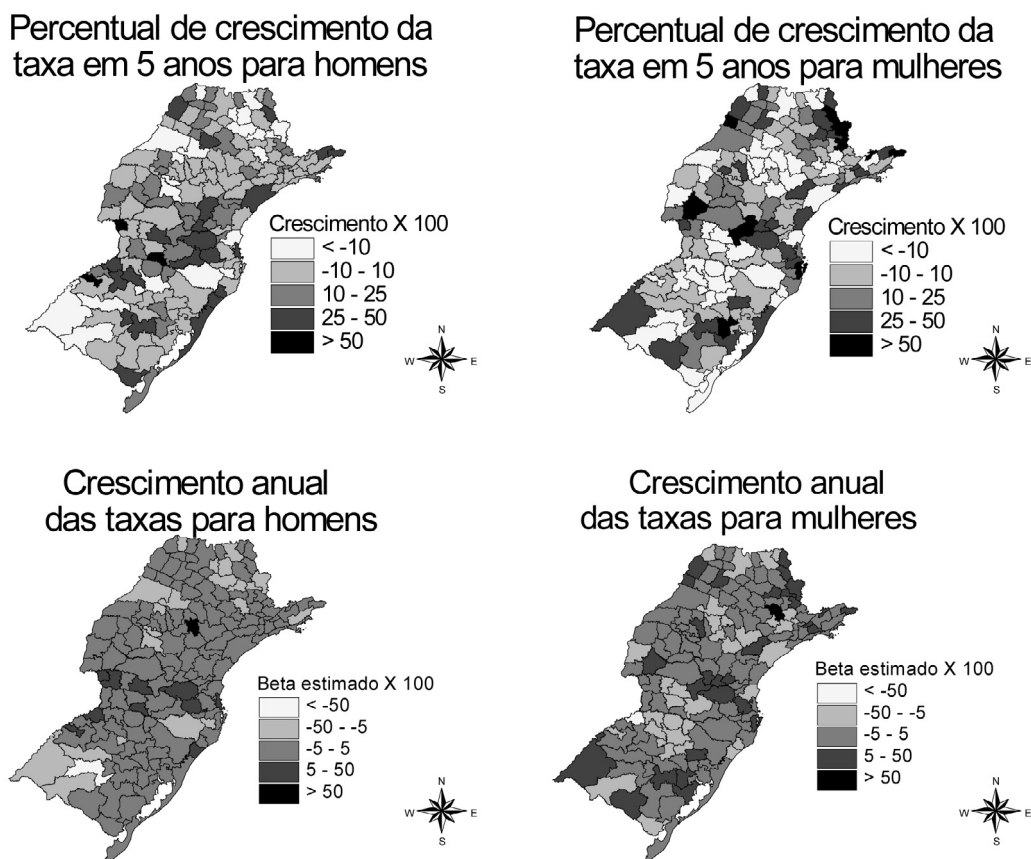 Percentual de crescimento da
taxa em 5 anos para homens
Crescimento X 100
< -10
-10 - 10
10 - 25
25 - 50
> 50
N
W E
S
Percentual de crescimento da
taxa em 5 anos para mulheres
Crescimento X 100
< -10
-10 - 10
10 - 25
25 - 50
> 50
N
W E
S
Crescimento anual
das taxas para homens
Beta estimado X 100
< -50
-50 - -5
-5 - 5
5 - 50
> 50
N
W E
S
Crescimento anual
das taxas para mulheres
Beta estimado X 100
< -50
-50 - -5
-5 - 5
5 - 50
> 50
N
W E
S